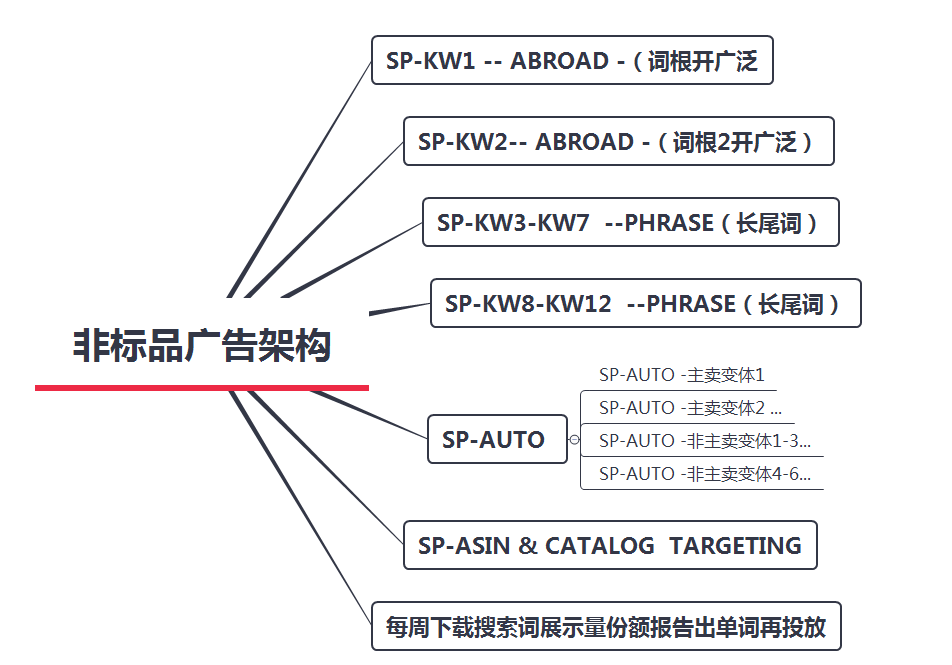 SP-KW1 -- ABROAD -（词根开广泛
SP-KW2-- ABROAD -（词根2开广泛）
SP-KW3-KW7 --PHRASE（长尾词）
SP-KW8-KW12 --PHRASE（长尾词）
非标品广告架构
SP-AUTO
SP-AUTO -主卖变体1
SP-AUTO -主卖变体2 ...
SP-AUTO -非主卖变体1-3...
SP-AUTO -非主卖变体4-6...
SP-ASIN & CATALOG TARGETING
每周下载搜索词展示量份额报告出单词再投放